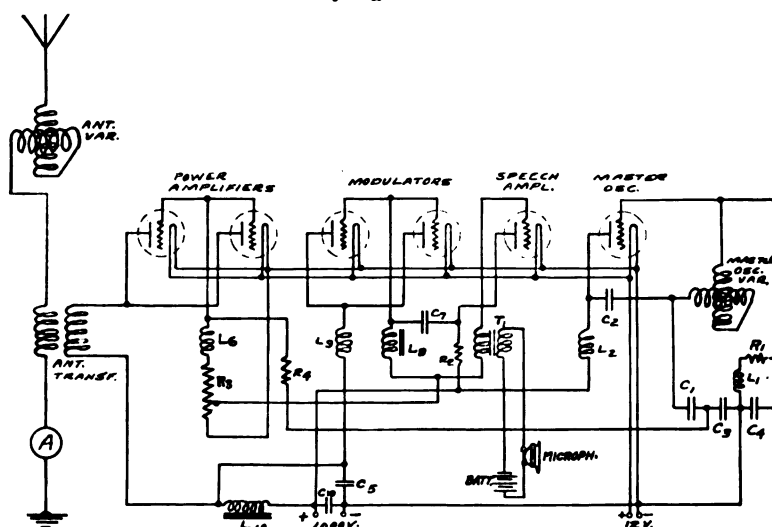 ANT.
VAR.
POWER
AMPLIFIERS
MODULATORS
SPEECH
AMPL.
MASTER
OSC.
MASTER
OSC.
VAR.
ANT.
TRANSF.
L6
R3
R4
L3
L8
C7
R2
T1
L2
C2
R1
L1
C1
C3
C4
A
C5
BATT.
MICROPH.
+
-
1000V.
+
-
12V.